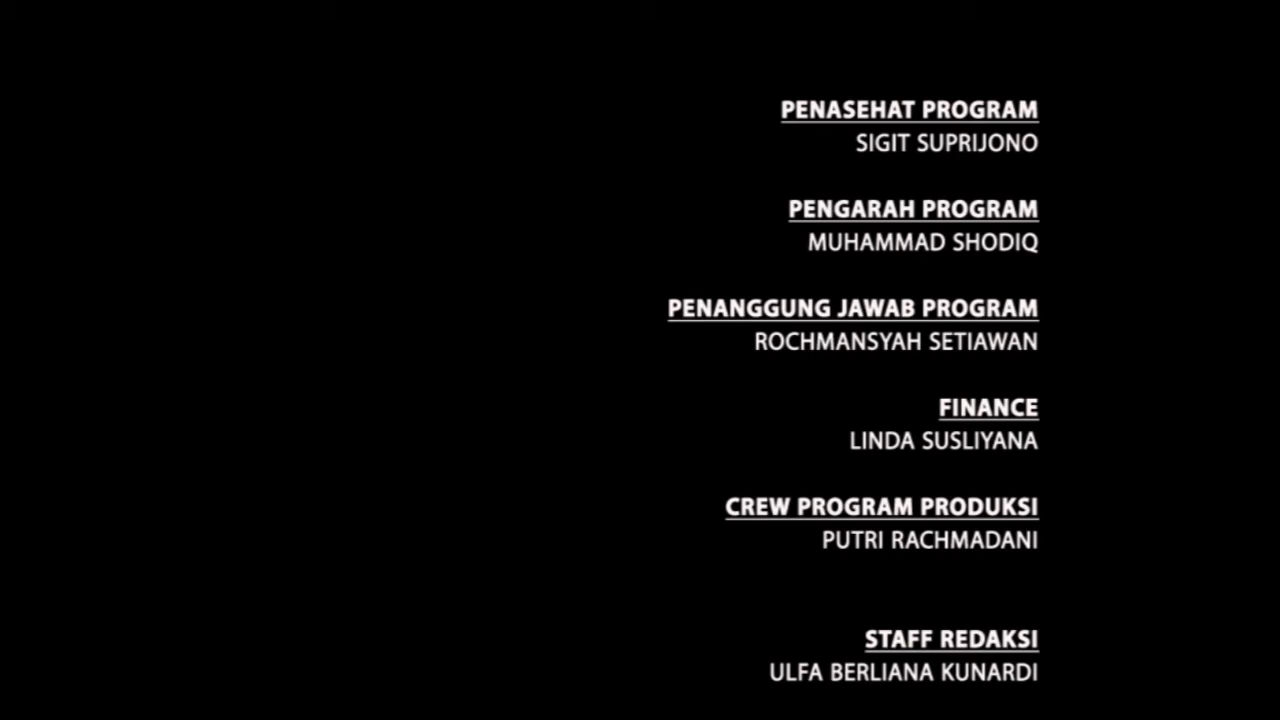 PENASEHAT PROGRAM
SIGIT SUPRIJONO
PENGARAH PROGRAM
MUHAMMAD SHODIQ
PENANGGUNG JAWAB PROGRAM
ROCHMANSYAH SETIAWAN
FINANCE
LINDA SUSLIYANA
CREW PROGRAM PRODUKSI
PUTRI RACHMADANI
STAFF REDAKSI
ULFA BERLIANA KUNARDI